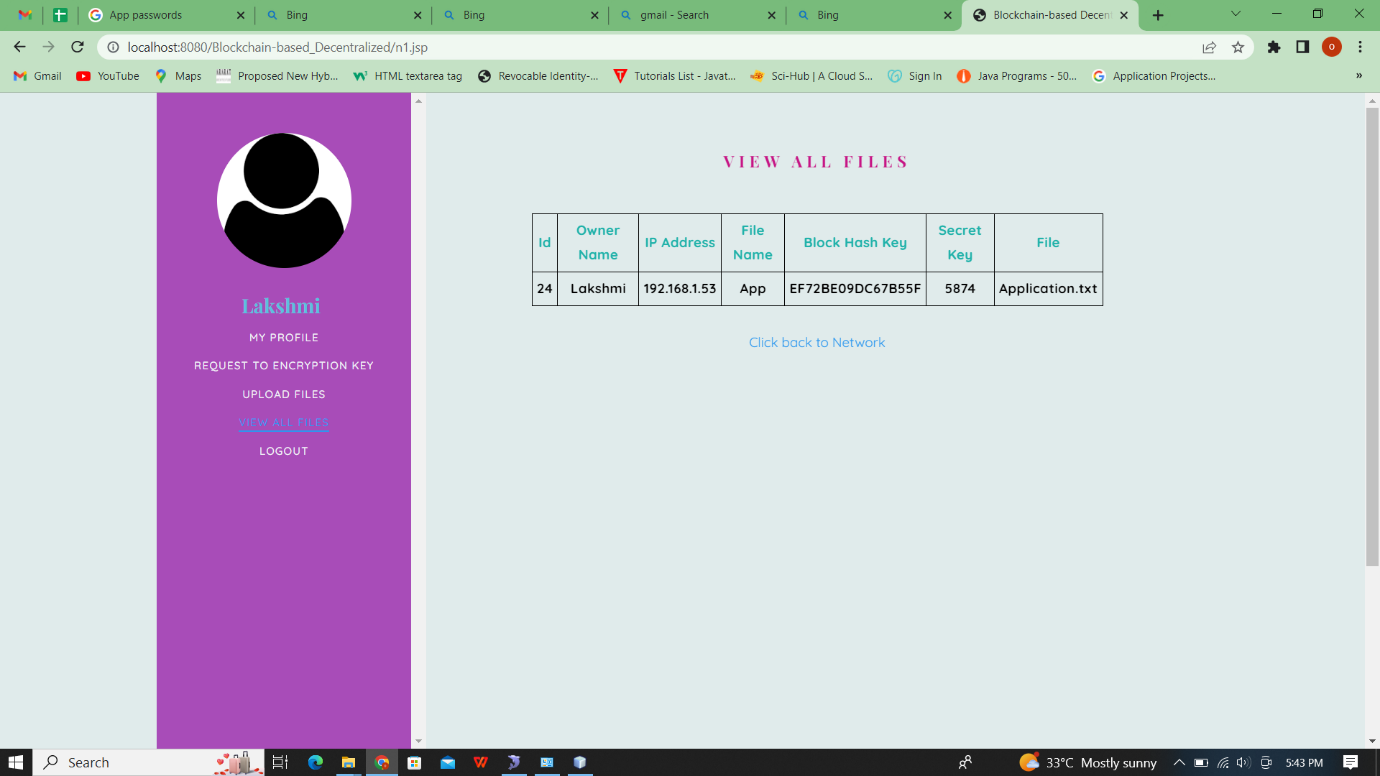 App passwords
Bing
Bing
gmail - Search
Bing
Blockchain-based Decent
localhost:8080/Blockchain-based_Decentralized/n1.jsp
O
Gmail
YouTube
Maps
Proposed New Hyb...
HTML textarea tag
Revocable Identity-...
Tutorials List - Javat...
Sci-Hub | A Cloud S...
Sign In
Java Programs - 50...
Application Projects...
»
Lakshmi
MY PROFILE
REQUEST TO ENCRYPTION KEY
UPLOAD FILES
VIEW ALL FILES
LOGOUT
VIEW ALL FILES
Id Owner Name IP Address File Name Block Hash Key Secret Key File
24 Lakshmi 192.168.1.53 App EF72BE09DC67B55F 5874 Application.txt
Click back to Network
Search
33°C Mostly sunny
5:43 PM